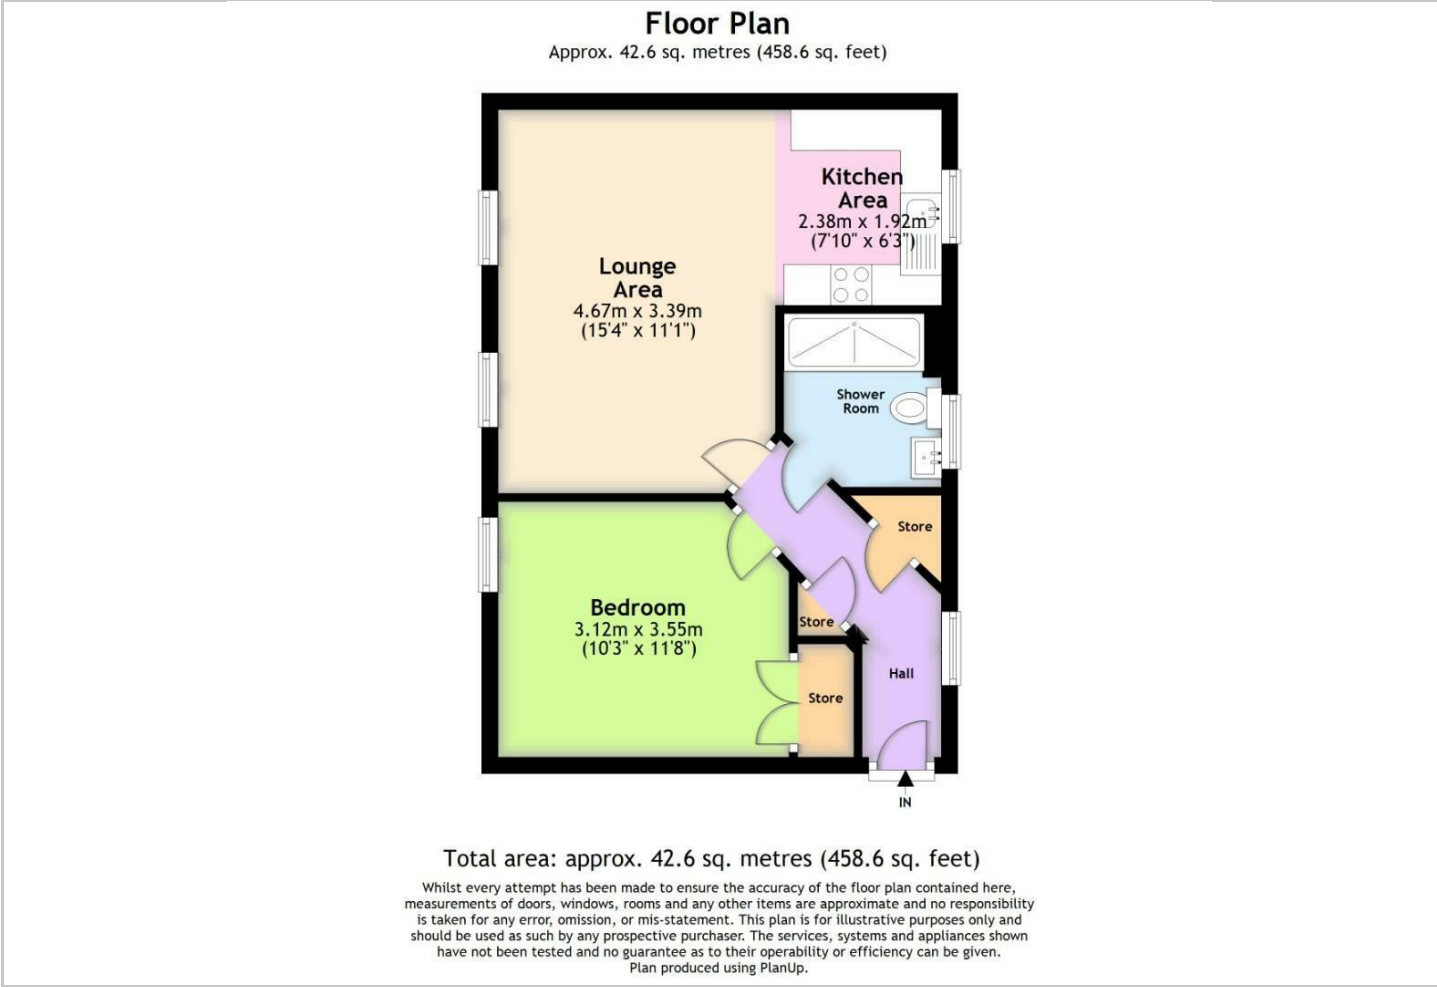 Floor Plan
Approx. 42.6 sq. metres (458.6 sq. feet)
Kitchen
Area
2.38m x 1.92m
(7'10" x 6'3")
Lounge
Area
4.67m x 3.39m
(15'4" x 11'1")
Shower
Room
Store
Bedroom
3.12m x 3.55m
(10'3" x 11'8")
Store
Hall
Store
IN
Total area: approx. 42.6 sq. metres (458.6 sq. feet)
Whilst every attempt has been made to ensure the accuracy of the floor plan contained here,
measurements of doors, windows, rooms and any other items are approximate and no responsibility
is taken for any error, omission, or mis-statement. This plan is for illustrative purposes only and
should be used as such by any prospective purchaser. The services, systems and appliances shown
have not been tested and no guarantee as to their operability or efficiency can be given.
Plan produced using PlanUp.